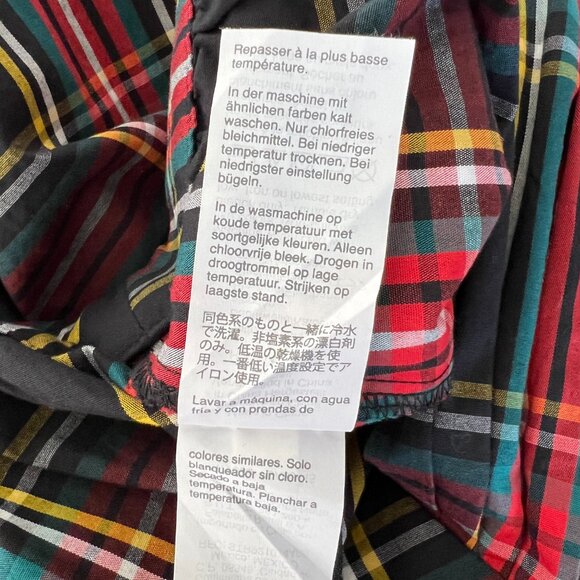 Repasser à la plus basse
température.
In der maschine mit
ähnlichen farben kalt
waschen. Nur chlorfreies
bleichmittel. Bei niedriger
temperatur trocknen. Bei
niedrigster einstellung
bügeln.
In de wasmachine op
koude temperatuur met
soortgelijke kleuren. Alleen
chloorvrije bleek. Drogen in
droogtrommel op lage
temperatuur. Strijken op
laagste stand.
同色系のものと一緒に冷水
で洗濯。非塩素系の漂白剤
のみ。低温の乾燥機を使
用。一番低い温度設定でア
イロン使用。
Lavar a máquina, con agua
fría y con prendas de
colores similares. Solo
blanqueador sin cloro.
Secado a baja
temperatura. Planchar a
temperatura baja.